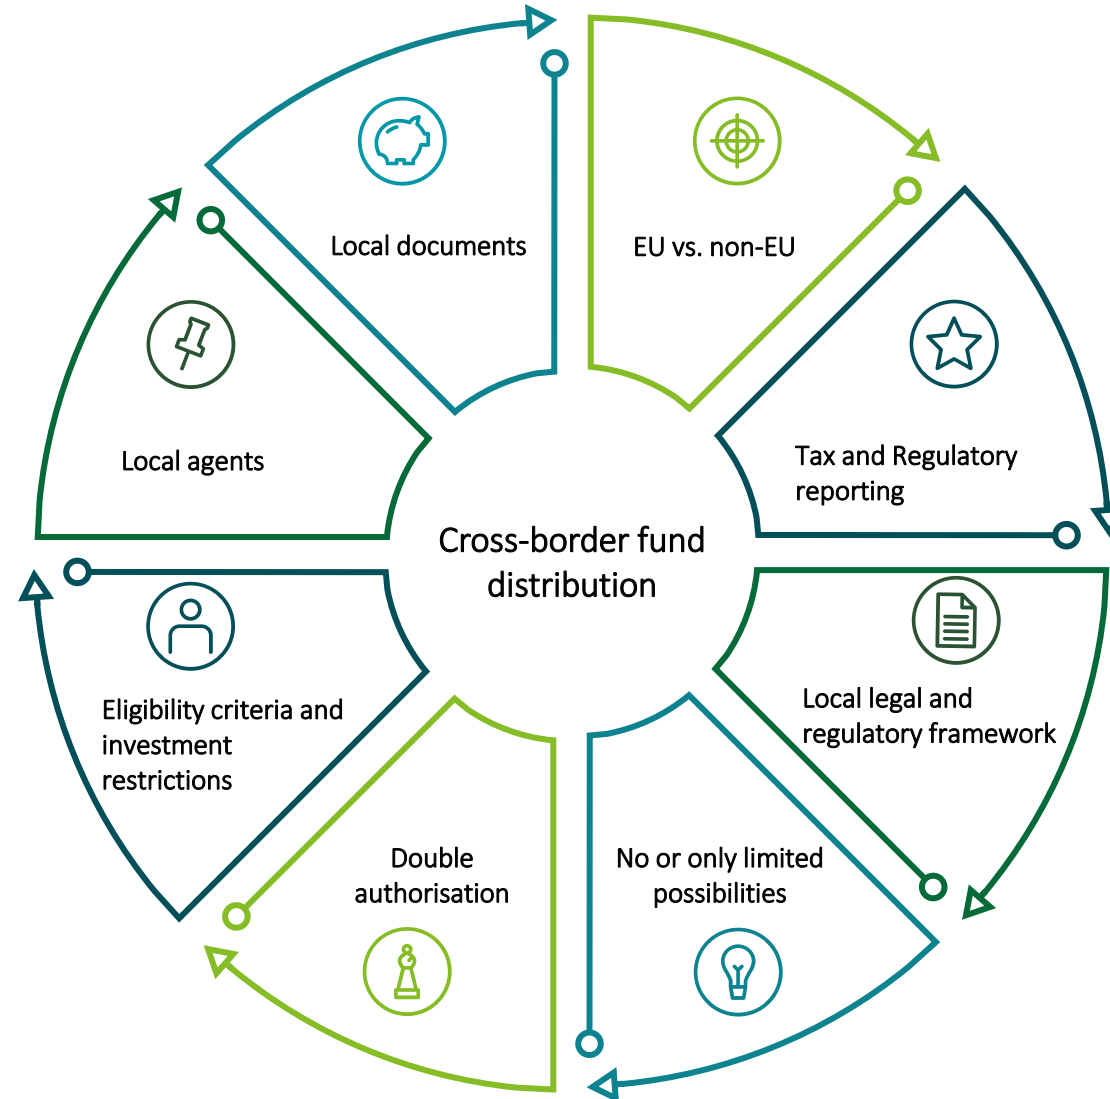 Local documents
EU vs. non-EU
Local agents
Tax and Regulatory
reporting
Cross-border fund
distribution
Eligibility criteria and
investment
restrictions
Local legal and
regulatory framework
Double
authorisation
No or only limited
possibilities